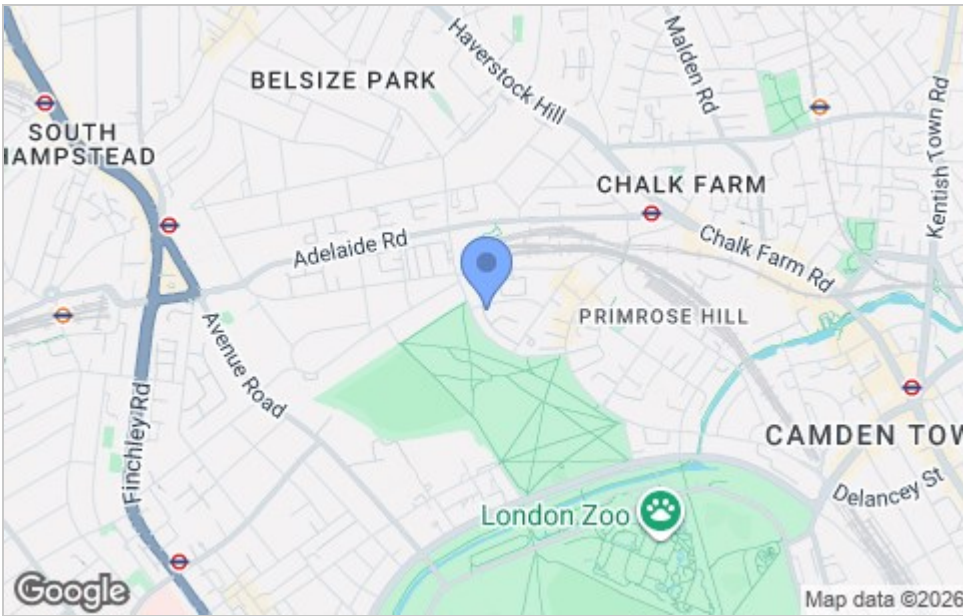 Haverstock Hill
Malden Rd
BELSIZE PARK
Kentish Town Rd
SOUTH
HAMPSTEAD
CHALK FARM
Adelaide Rd
Chalk Farm Rd
PRIMROSE HILL
Avenue Road
Finchley Rd
CAMDEN TOW
Delancey St
London Zoo
Google
Map data ©2026